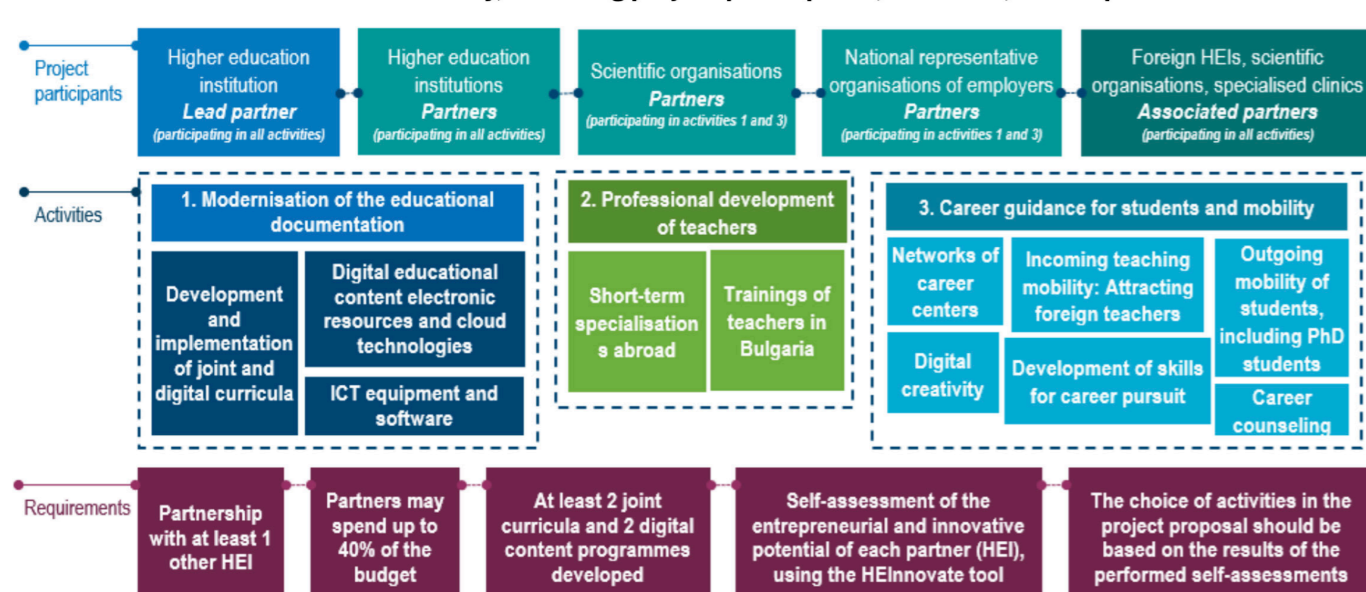 Project
participants
Higher education
institution
Lead partner
(participating in all activities)
Higher education
institutions
Partners
(participating in all activities)
Scientific organisations
Partners
(participating in activities 1 and 3)
National representative
organisations of employers
Partners
(participating in activities 1 and 3)
Foreign HEIs, scientific
organisations, specialised clinics
Associated partners
(participating in all activities)
Activities
1. Modernisation of the educational
documentation
Development
and
implementation
of joint and
digital curricula
Digital educational
content electronic
resources and cloud
technologies
ICT equipment and
software
2. Professional development
of teachers
Short-term
specialisation
s abroad
Trainings of
teachers in
Bulgaria
3. Career guidance for students and mobility
Networks of
career
centers
Incoming teaching
mobility: Attracting
foreign teachers
Outgoing
mobility of
students,
including PhD
students
Digital
creativity
Development of skills
for career pursuit
Career
counseling
Requirements
Partnership
with at least 1
other HEI
Partners may
spend up to
40% of the
budget
At least 2 joint
curricula and 2 digital
content programmes
developed
Self-assessment of the
entrepreneurial and innovative
potential of each partner (HEI),
using the HEInnovate tool
The choice of activities in the
project proposal should be
based on the results of the
performed self-assessments